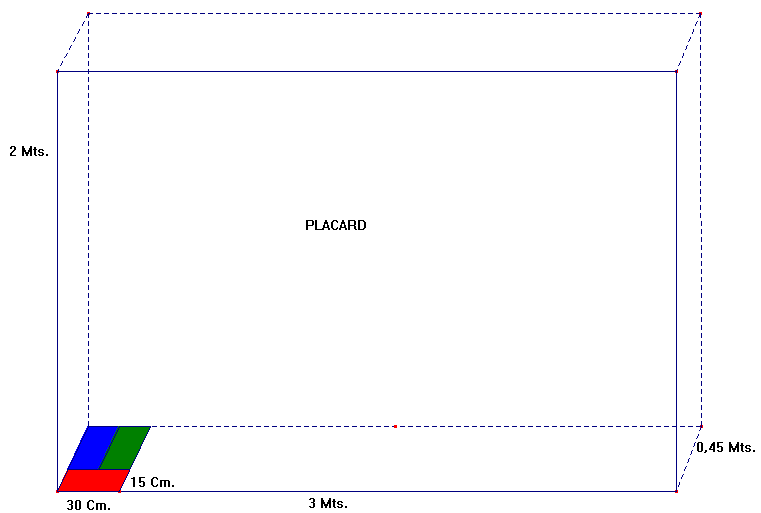 2 Mts.
PLACARD
0,45 Mts.
15 Cm.
30 Cm.
3 Mts.